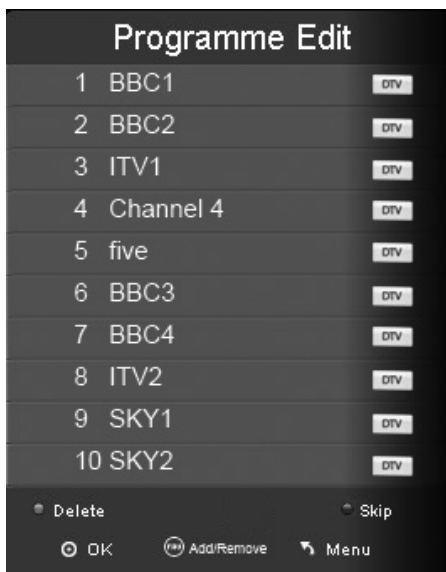 Programme Edit
1 BBC1 DTV
2 BBC2 DTV
3 ITV1 DTV
4 Channel 4 DTV
5 five DTV
6 BBC3 DTV
7 BBC4 DTV
8 ITV2 DTV
9 SKY1 DTV
10 SKY2 DTV
Delete Skip
OK Add/Remove Menu